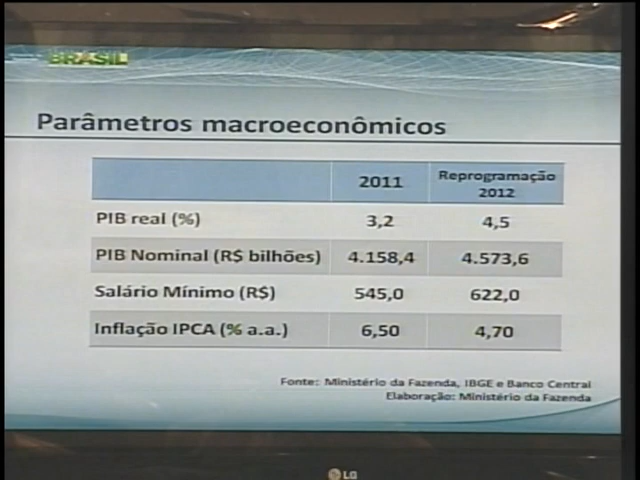 BRASIL
Parâmetros macroeconômicos
2011 Reprogramação 2012
PIB real (%) 3,2 4,5
PIB Nominal (R$ bilhões) 4.158,4 4.573,6
Salário Mínimo (R$) 545,0 622,0
Inflação IPCA (% a.a.) 6,50 4,70
Fonte: Ministério da Fazenda, IBGE e Banco Central
Elaboração: Ministério da Fazenda
LG